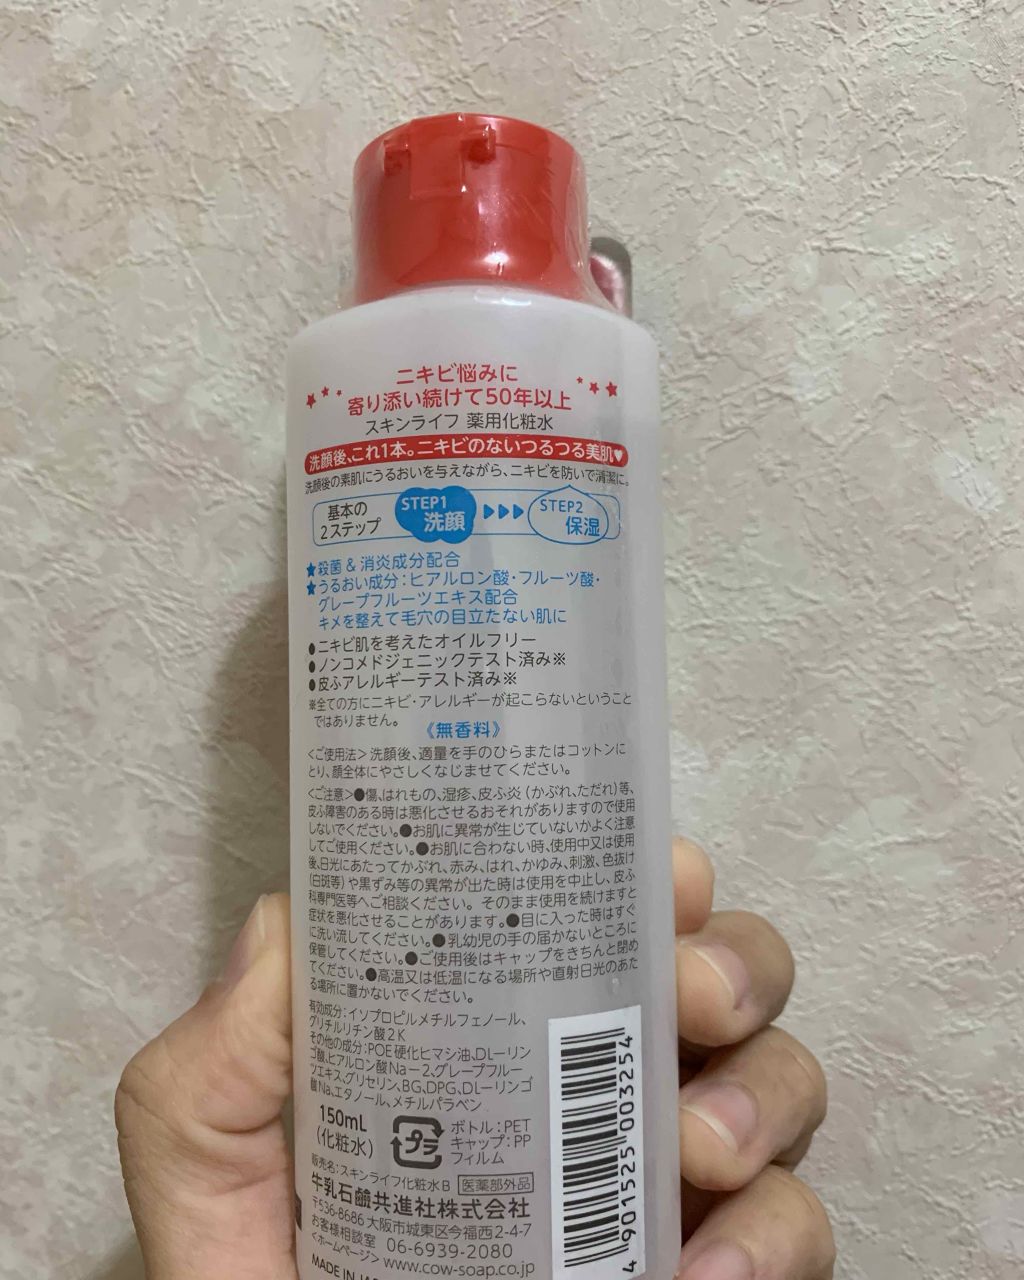 ニキビ悩みに
寄り添い続けて50年以上
スキンライフ 薬用化粧水
洗顔後、これ1本。ニキビのないつるつる美肌♥
洗顔後の素肌にうるおいを与えながら、ニキビを防いで清潔に。
基本の
2ステップ
STEP1
洗顔
STEP2
保湿
★殺菌&消炎成分配合
★うるおい成分:ヒアルロン酸・フルーツ酸・
グレープフルーツエキス配合
キメを整えて毛穴の目立たない肌に
●ニキビ肌を考えたオイルフリー
●ノンコメドジェニックテスト済み※
●皮ふアレルギーテスト済み※
※全ての方にニキビ・アレルギーが起こらないということ
ではありません。
《無香料》
<ご使用法>洗顔後、適量を手のひらまたはコットンに
とり、顔全体にやさしくなじませてください。
<ご注意>●傷、はれもの、湿疹、皮ふ炎(かぶれ、ただれ)等、
皮ふ障害のある時は悪化させるおそれがありますので使用
しないでください。●お肌に異常が生じていないかよく注意
してご使用ください。●お肌に合わない時、使用中又は使用
後、日光にあたってかぶれ、赤み、はれ、かゆみ、刺激、色抜け
(白斑等)や黒ずみ等の異常が出た時は使用を中止し、皮ふ
科専門医等へご相談ください。そのまま使用を続けますと
症状を悪化させることがあります。●目に入った時はすぐ
に洗い流してください。●乳幼児の手の届かないところに
保管してください。●ご使用後はキャップをきちんと閉め
てください。●高温又は低温になる場所や直射日光のあた
る場所に置かないでください。
有効成分:イソプロピルメチルフェノール、
グリチルリチン酸2K
その他の成分:POE硬化ヒマシ油、DL-リン
ゴ酸、ヒアルロン酸Na-2、グレープフルー
ツエキス、グリセリン、BG、DPG、DL-リンゴ
酸Na、エタノール、メチルパラベン
150mL
(化粧水)
プラ
ボトル:PET
キャップ:PP
フィルム
販売名:スキンライフ化粧水B 医薬部外品
牛乳石鹼共進社株式会社
〒536-8686 大阪市城東区今福西2-4-7
お客様相談室 06-6939-2080
<ホームページ> www.cow-soap.co.jp
MADE IN
4 901525 003254